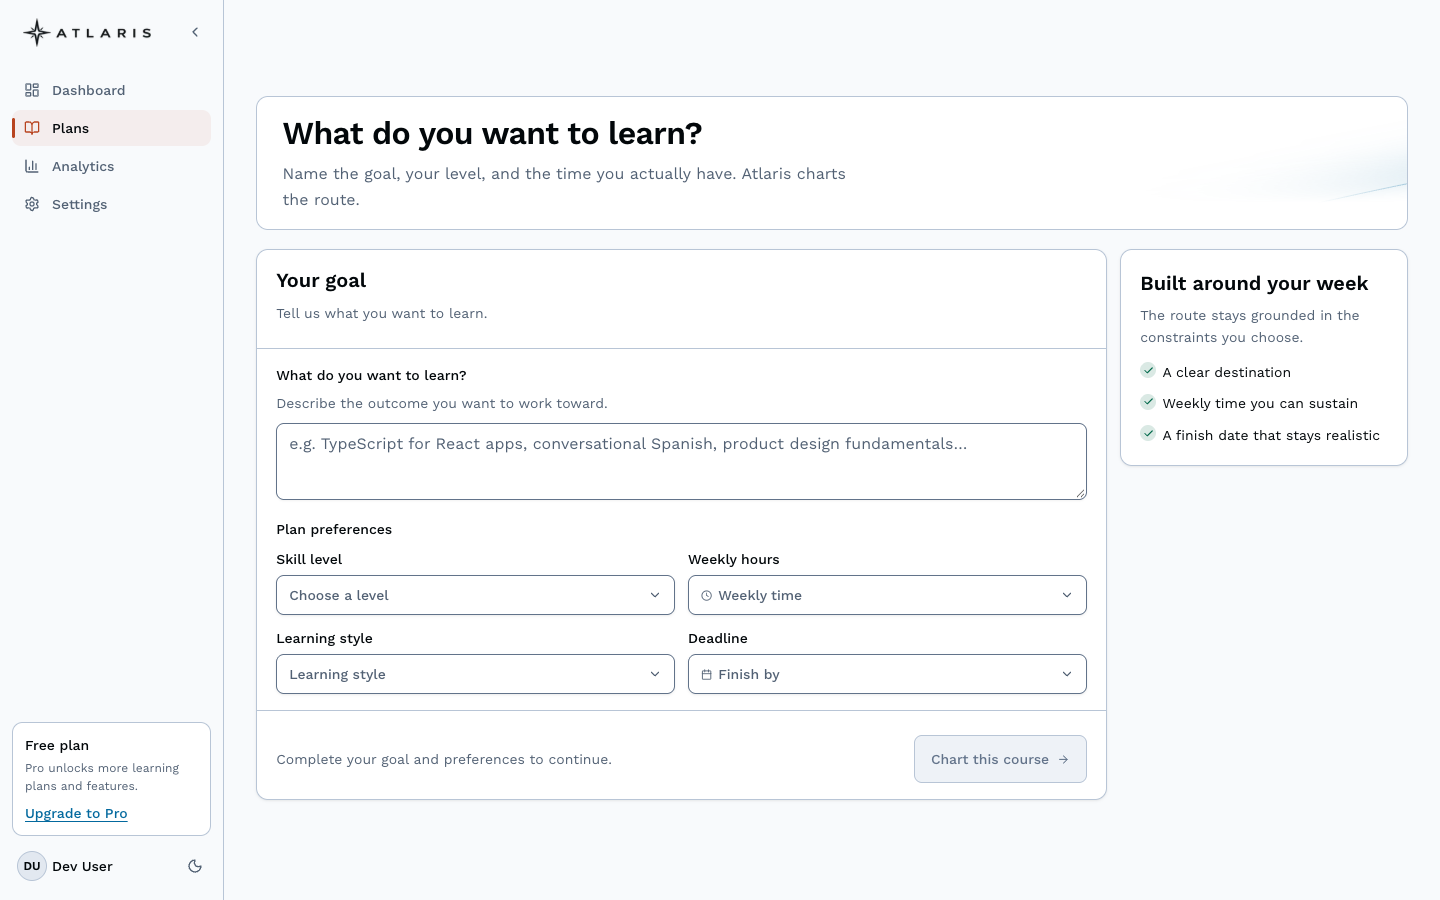 ATLARIS
Dashboard
Plans
Analytics
Settings
Free plan
Pro unlocks more learning
plans and features.
Upgrade to Pro
DU
Dev User
What do you want to learn?
Name the goal, your level, and the time you actually have. Atlaris charts
the route.
Your goal
Tell us what you want to learn.
What do you want to learn?
Describe the outcome you want to work toward.
e.g. TypeScript for React apps, conversational Spanish, product design fundamentals...
Plan preferences
Skill level
Choose a level
Weekly hours
Weekly time
Learning style
Learning style
Deadline
Finish by
Complete your goal and preferences to continue.
Chart this course
Built around your week
The route stays grounded in the
constraints you choose.
A clear destination
Weekly time you can sustain
A finish date that stays realistic